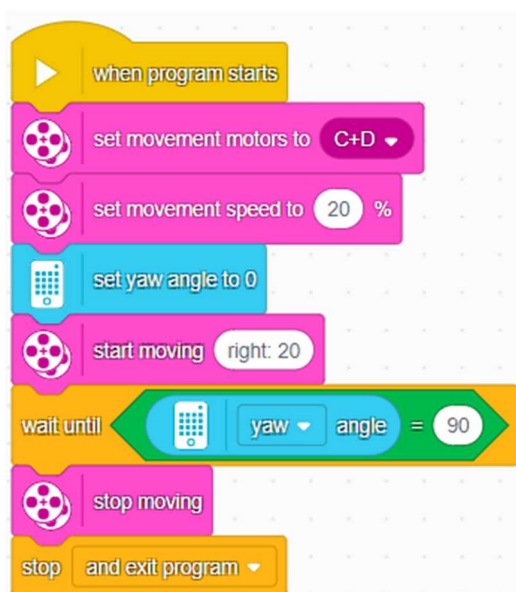 when program starts
set movement motors to C+D
set movement speed to 20 %
set yaw angle to 0
start moving right: 20
wait until yaw angle = 90
stop moving
stop and exit program